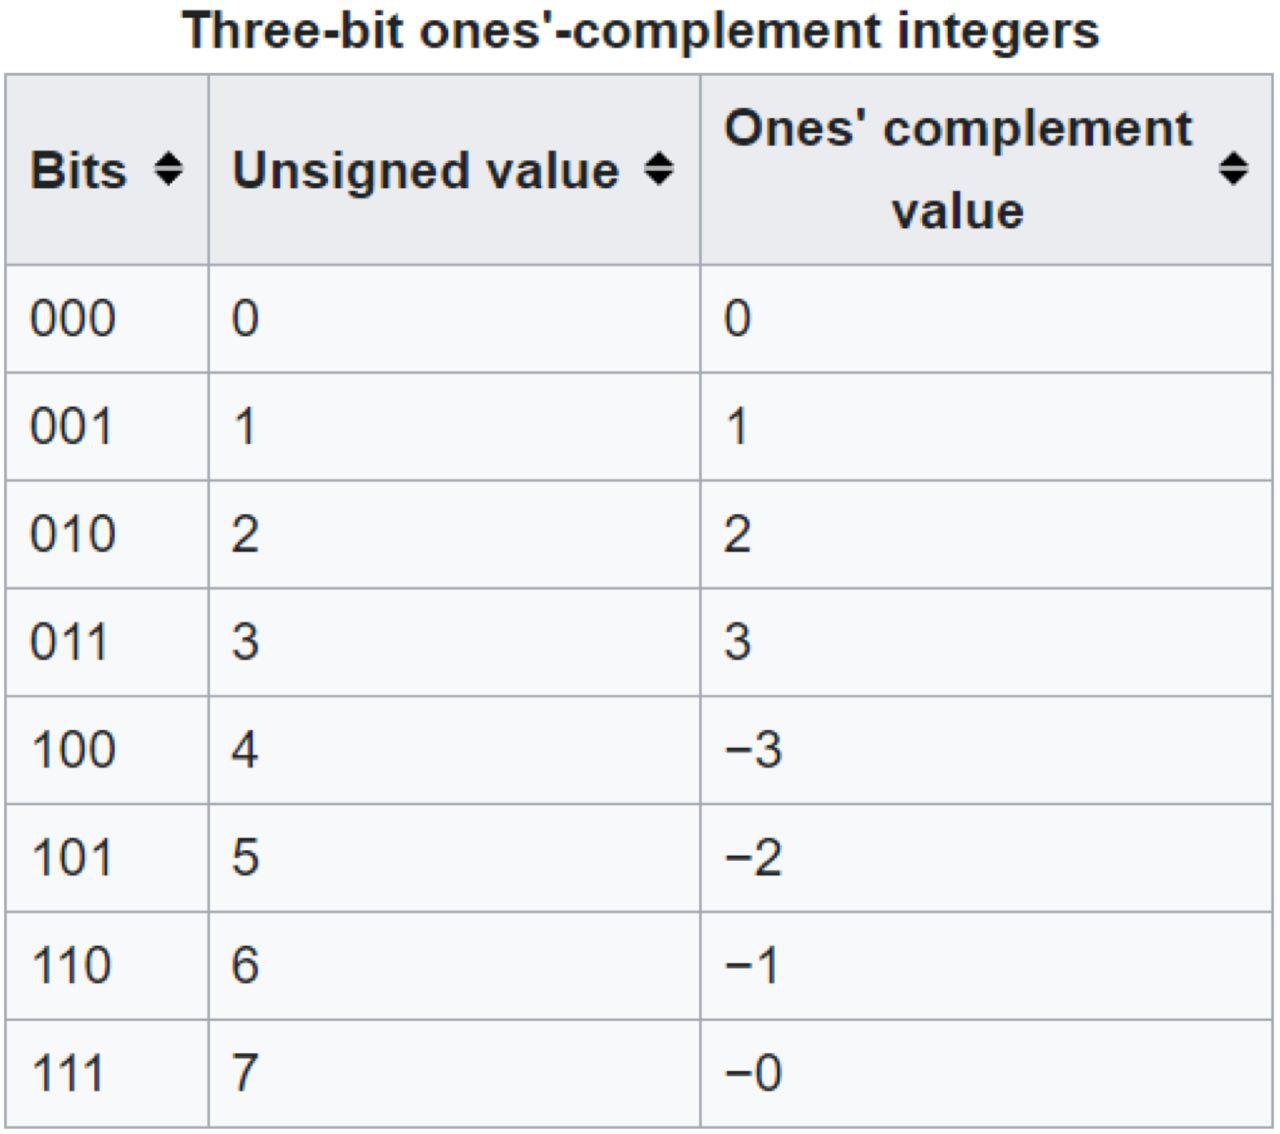 Three-bit ones'-complement integers
Bits Unsigned value Ones' complement
value
000 0 0
001 1 1
010 2 2
011 3 3
100 4 −3
101 5 −2
110 6 −1
111 7 −0